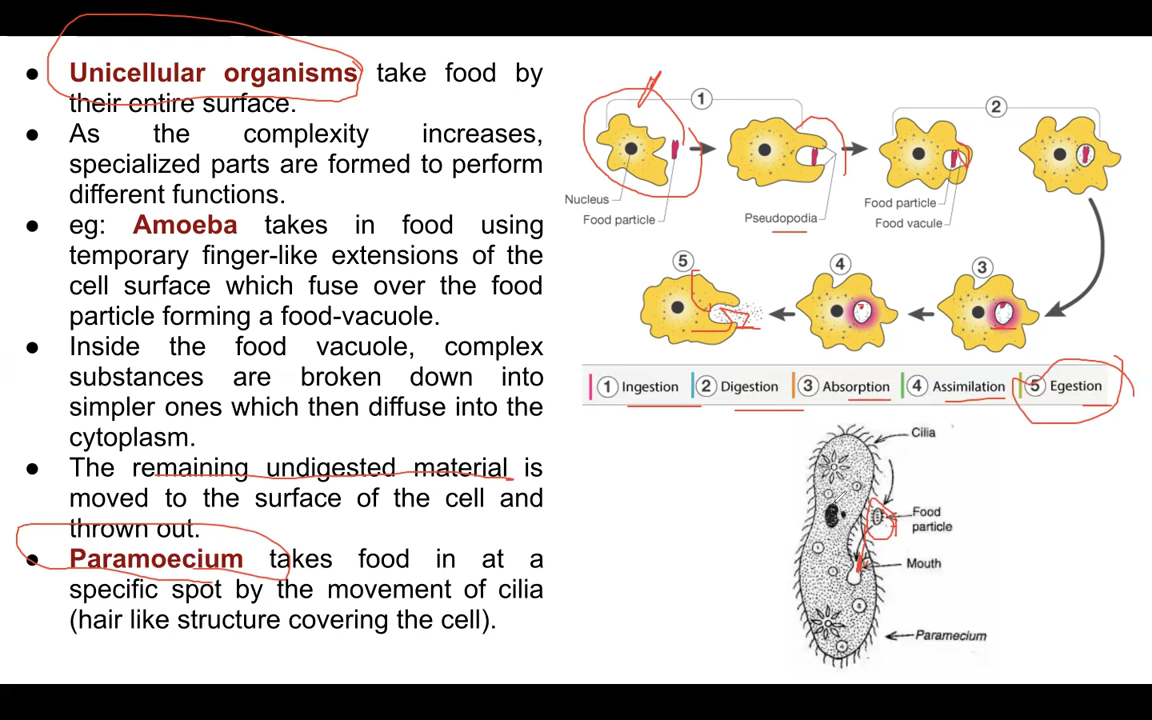 ● Unicellular organisms take food by
their entire surface.
● As the complexity increases,
specialized parts are formed to perform
different functions.
● eg: Amoeba takes in food using
temporary finger-like extensions of the
cell surface which fuse over the food
particle forming a food-vacuole.
● Inside the food vacuole, complex
substances are broken down into
simpler ones which then diffuse into the
cytoplasm.
● The remaining undigested material is
moved to the surface of the cell and
thrown out.
● Paramoecium takes food in at a
specific spot by the movement of cilia
(hair like structure covering the cell).
1
2
Nucleus
Food particle
Pseudopodia
Food particle
Food vacule
5
4
3
1 Ingestion 2 Digestion 3 Absorption 4 Assimilation 5 Egestion
Cilia
Food
particle
Mouth
Paramecium